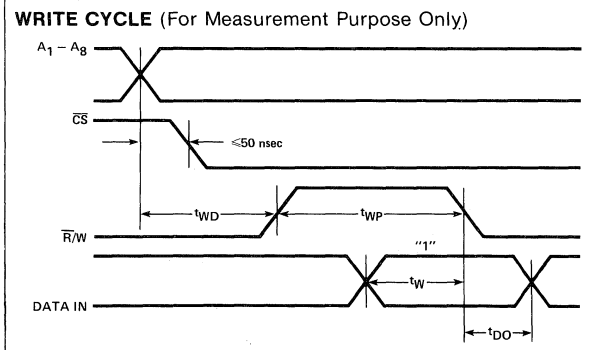 WRITE CYCLE (For Measurement Purpose Only)
A1 – A8
CS
≤50 nsec
tWD
tWP
R/W
"1"
tW
DATA IN
tDO